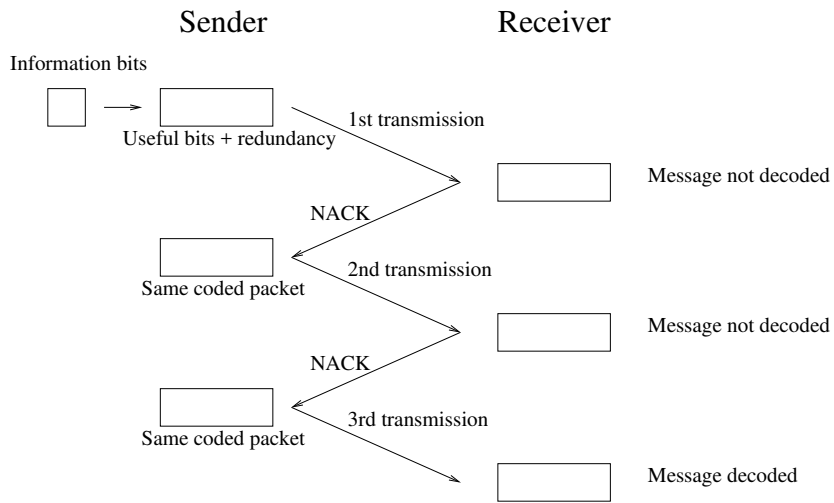 Sender
Receiver
Information bits
Useful bits + redundancy
1st transmission
Message not decoded
NACK
Same coded packet
2nd transmission
Message not decoded
NACK
Same coded packet
3rd transmission
Message decoded